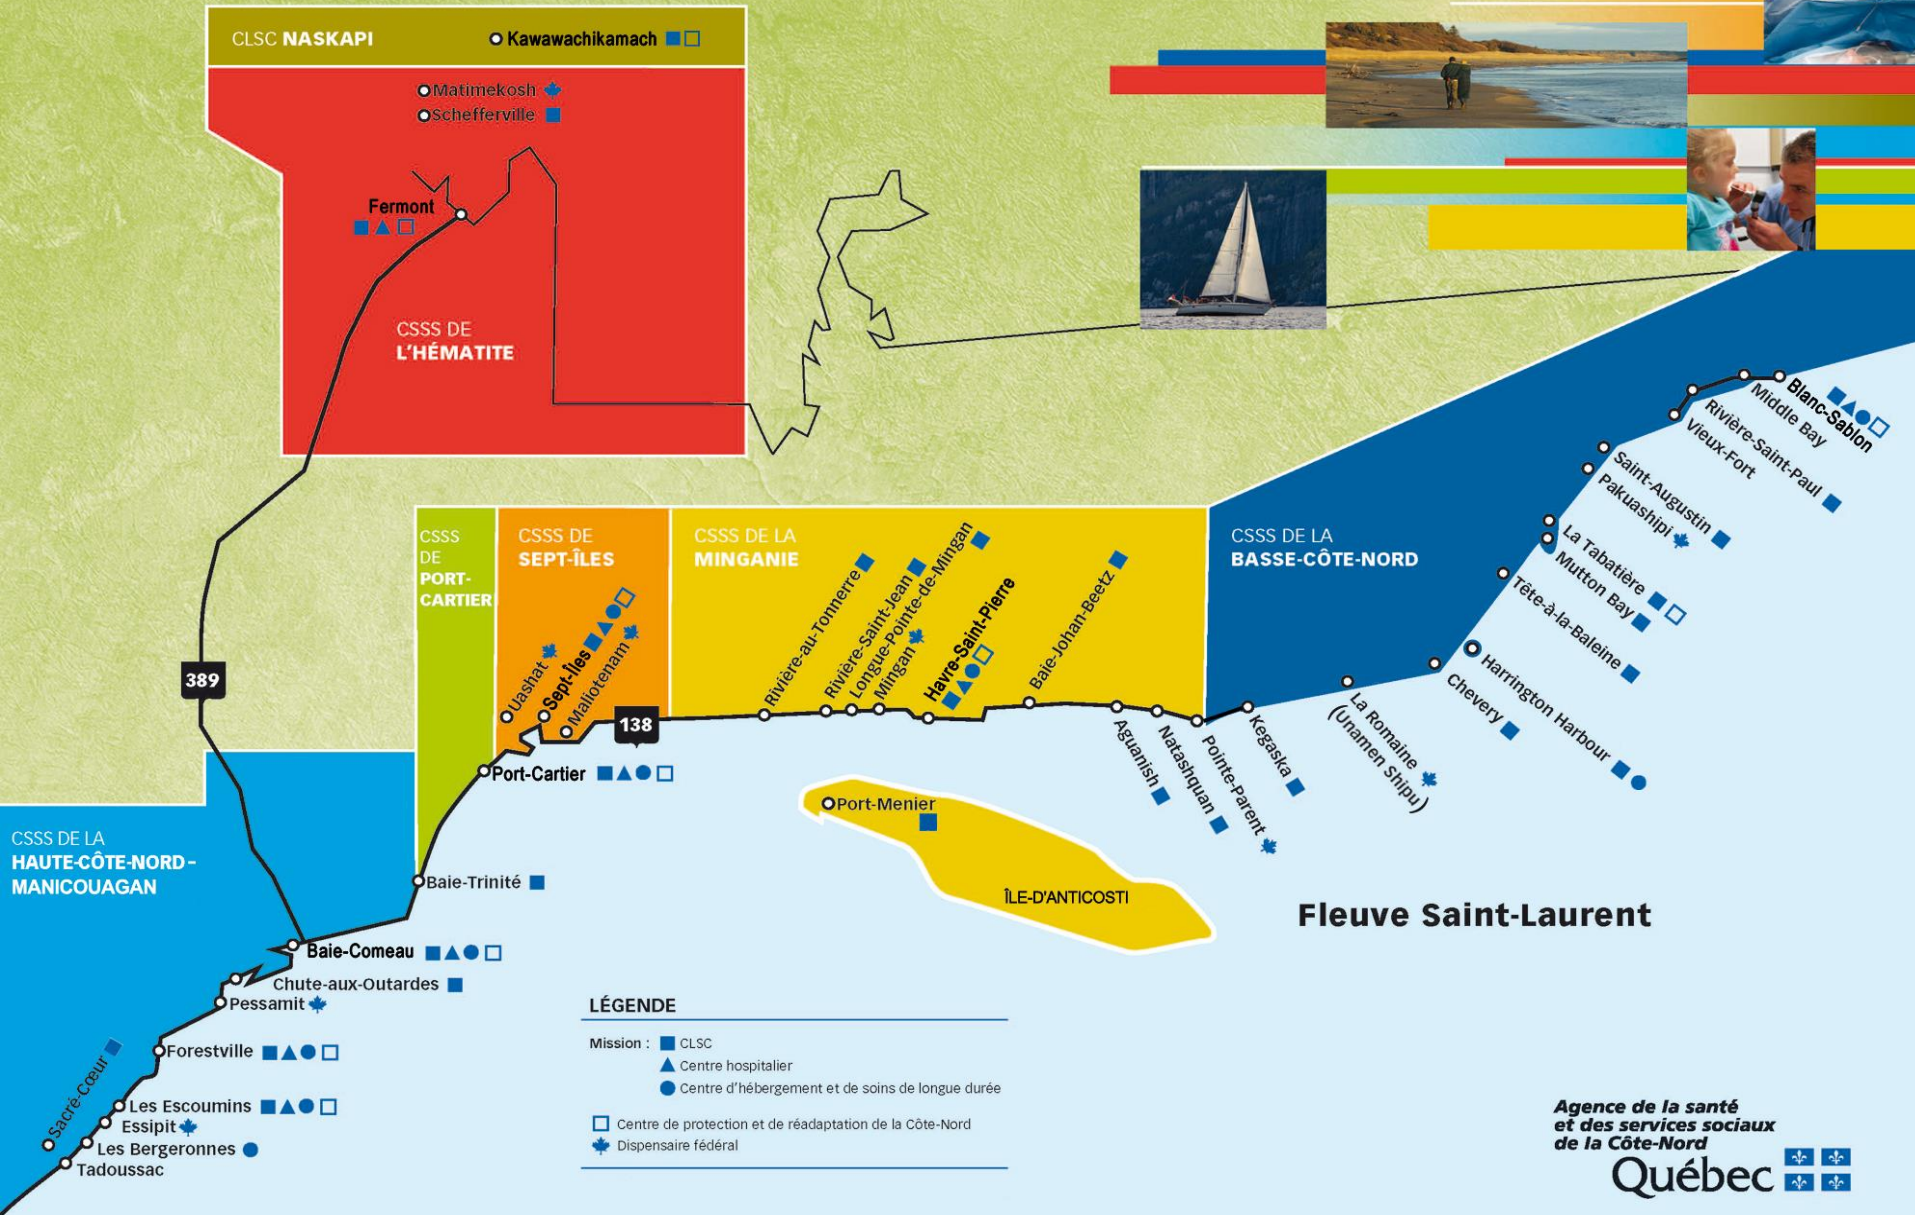 CLSC NASKAPI
Kawawachikamach
Matimekosh
Schefferville
Fermont
CSSS DE
L'HÉMATITE
389
CSSS
DE
PORT-
CARTIER
CSSS DE
SEPT-ÎLES
Uashat
Sept-Îles
Maliotenam
138
CSSS DE LA
MINGANIE
Rivière-au-Tonnerre
Rivière-Saint-Jean
Longue-Pointe-de-Mingan
Mingan
Havre-Saint-Pierre
Baie-Johan-Beetz
Aguanish
Natashquan
Pointe-Parent
CSSS DE LA
BASSE-CÔTE-NORD
Kegaska
La Romaine
(Unamen Shipu)
Chevery
Harrington Harbour
Tête-à-la-Baleine
Mutton Bay
La Tabatière
Pakuashipi
Saint-Augustin
Vieux-Fort
Rivière-Saint-Paul
Middle Bay
Blanc-Sablon
Port-Cartier
Port-Menier
ÎLE-D'ANTICOSTI
Fleuve Saint-Laurent
CSSS DE LA
HAUTE-CÔTE-NORD–
MANICOUAGAN
Baie-Trinité
Baie-Comeau
Chute-aux-Outardes
Pessamit
Forestville
Sacré-Cœur
Les Escoumins
Essipit
Les Bergeronnes
Tadoussac
LÉGENDE
Mission : CLSC
Centre hospitalier
Centre d'hébergement et de soins de longue durée
Centre de protection et de réadaptation de la Côte-Nord
Dispensaire fédéral
Agence de la santé
et des services sociaux
de la Côte-Nord
Québec